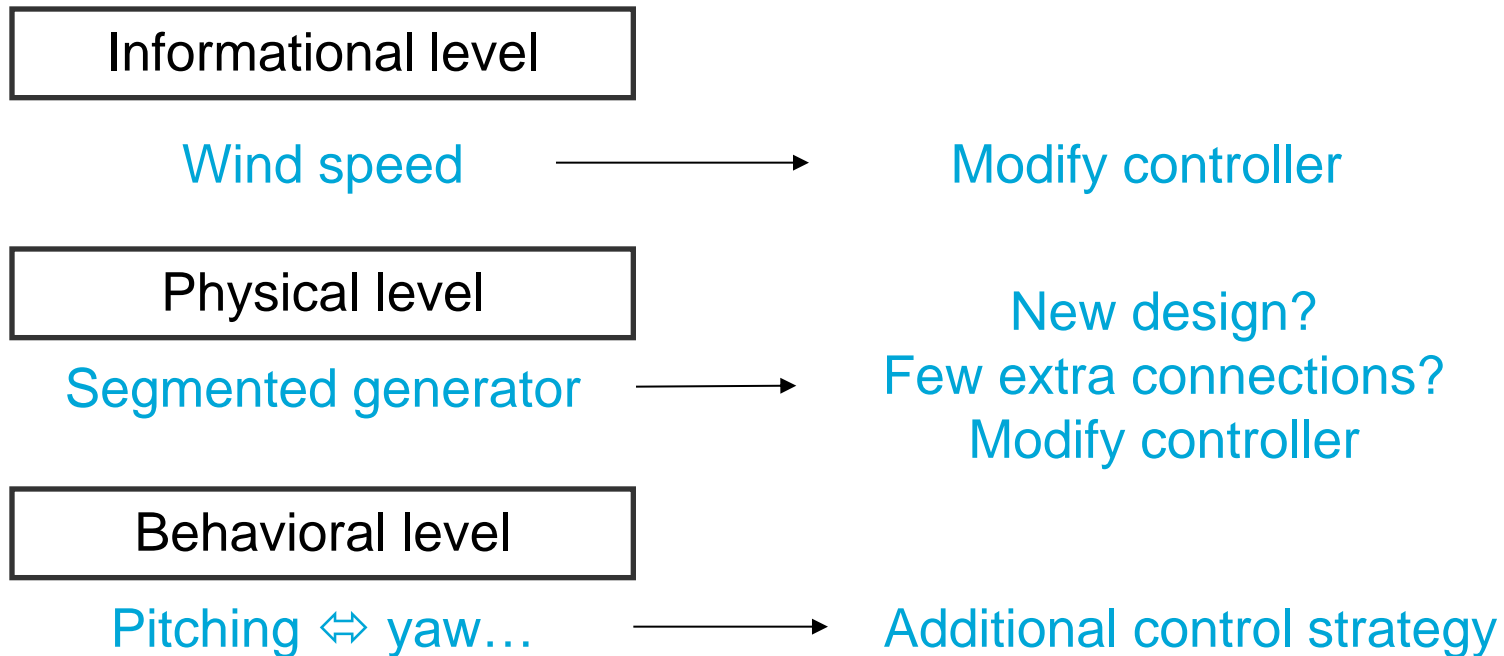 Informational level
Wind speed
Modify controller
Physical level
Segmented generator
New design?
Few extra connections?
Modify controller
Behavioral level
Pitching ⇔ yaw…
Additional control strategy